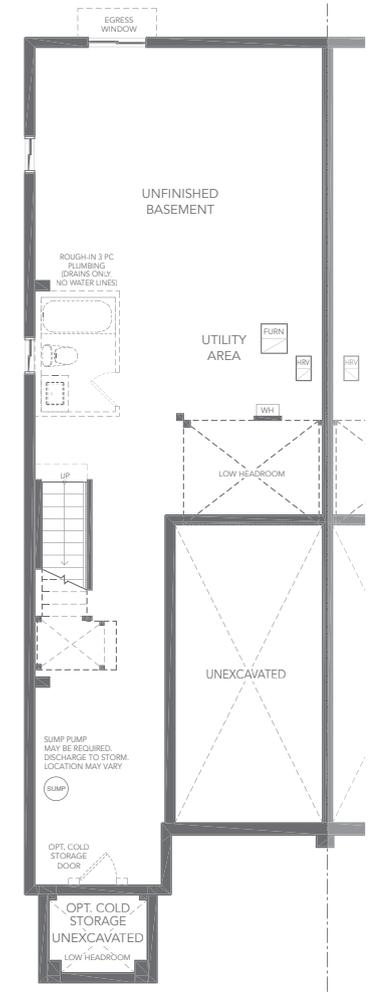 EGRESS
WINDOW
UNFINISHED
BASEMENT
ROUGH-IN 3 PC
PLUMBING
(DRAINS ONLY
NO WATER LINES)
UTILITY
AREA
FURN
HRV
HRV
WH
LOW HEADROOM
UP
UNEXCAVATED
SUMP PUMP
MAY BE REQUIRED.
DISCHARGE TO STORM.
LOCATION MAY VARY
SUMP
OPT. COLD
STORAGE
DOOR
OPT. COLD
STORAGE
UNEXCAVATED
LOW HEADROOM